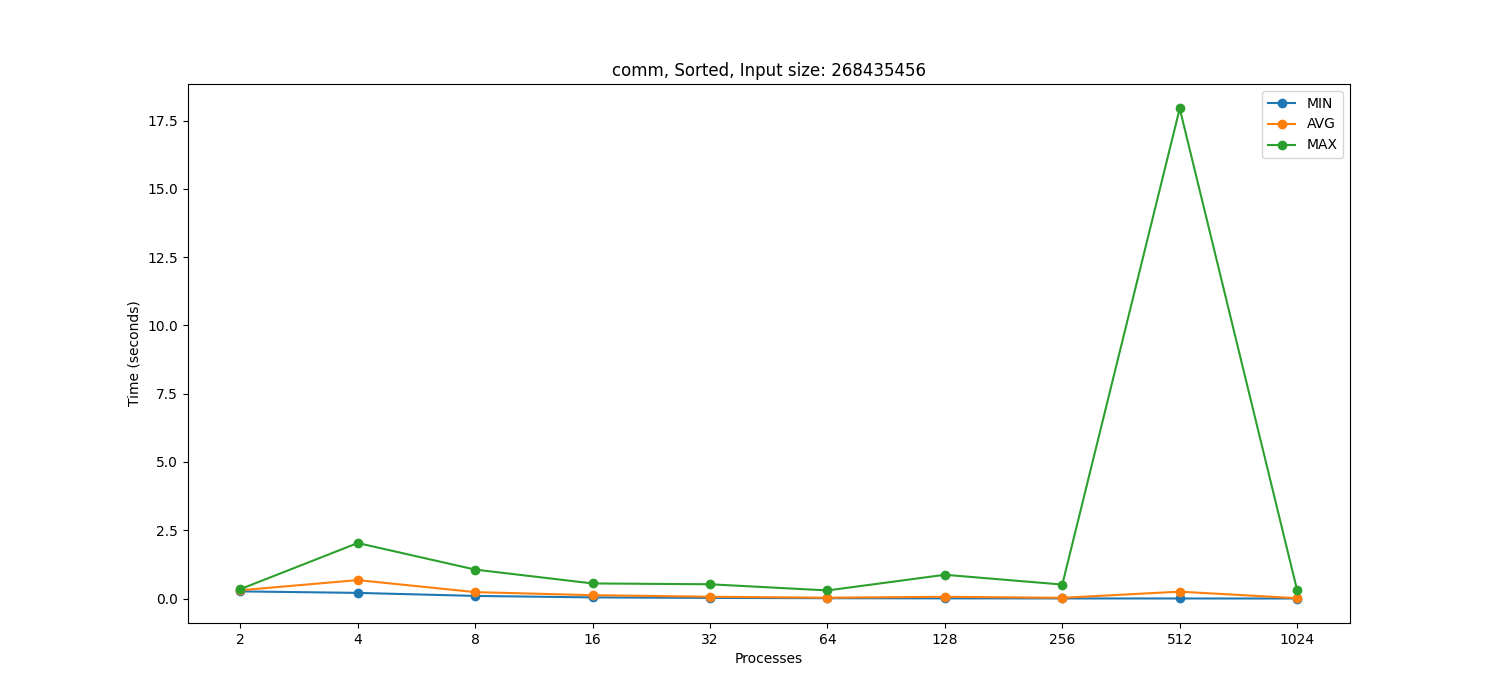 comm, Sorted, Input size: 268435456
MIN
AVG
MAX
17.5
15.0
12.5
10.0
7.5
5.0
2.5
0.0
Time (seconds)
2 4 8 16 32 64 128 256 512 1024
Processes